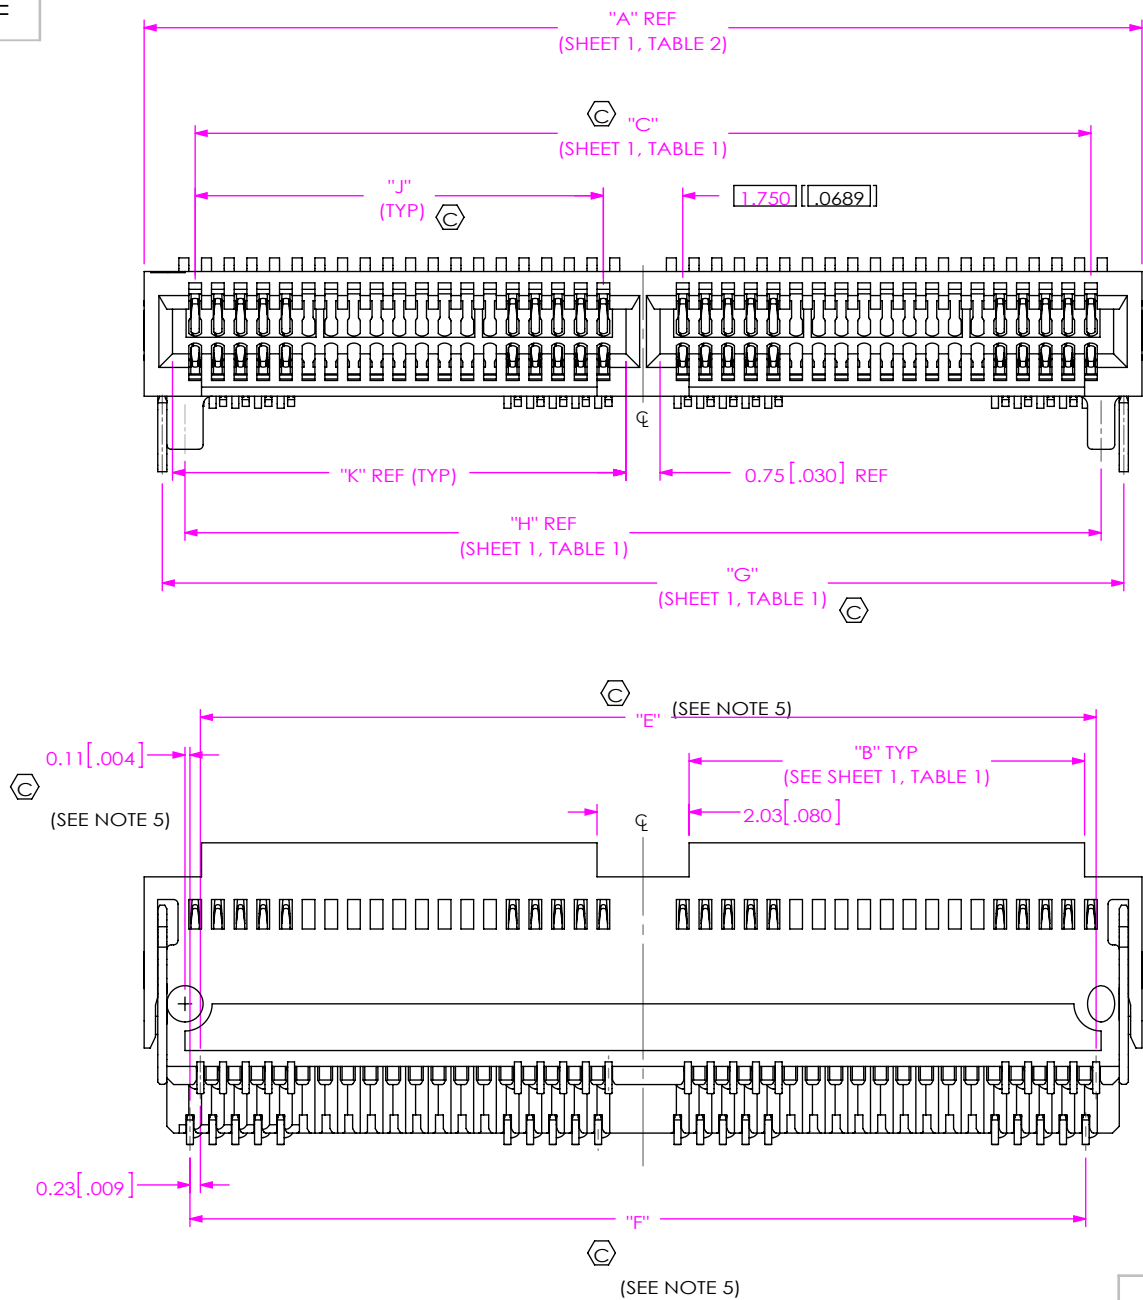 "A" REF
(SHEET 1, TABLE 2)
C
"C"
(SHEET 1, TABLE 1)
"J"
(TYP)
C
1.750 [.0689]
℄
"K" REF (TYP)
0.75[.030] REF
"H" REF
(SHEET 1, TABLE 1)
"G"
(SHEET 1, TABLE 1)
C
C
(SEE NOTE 5)
"E"
0.11[.004]
C
(SEE NOTE 5)
"B" TYP
(SEE SHEET 1, TABLE 1)
2.03[.080]
℄
0.23[.009]
"F"
C
(SEE NOTE 5)